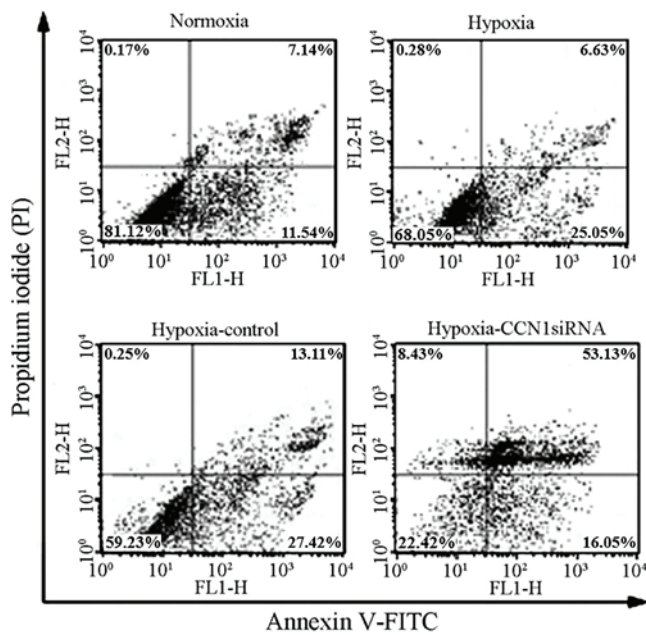 Normoxia
0.17% 7.14%
81.12% 11.54%
FL2-H
10⁰ 10¹ 10² 10³ 10⁴
10⁰ 10¹ 10² 10³ 10⁴
FL1-H
Hypoxia
0.28% 6.63%
68.05% 25.05%
FL2-H
10⁰ 10¹ 10² 10³ 10⁴
10⁰ 10¹ 10² 10³ 10⁴
FL1-H
Hypoxia-control
0.25% 13.11%
59.23% 27.42%
FL2-H
10⁰ 10¹ 10² 10³ 10⁴
10⁰ 10¹ 10² 10³ 10⁴
FL1-H
Hypoxia-CCN1siRNA
8.43% 53.13%
22.42% 16.05%
FL2-H
10⁰ 10¹ 10² 10³ 10⁴
10⁰ 10¹ 10² 10³ 10⁴
FL1-H
Propidium iodide (PI)
Annexin V-FITC